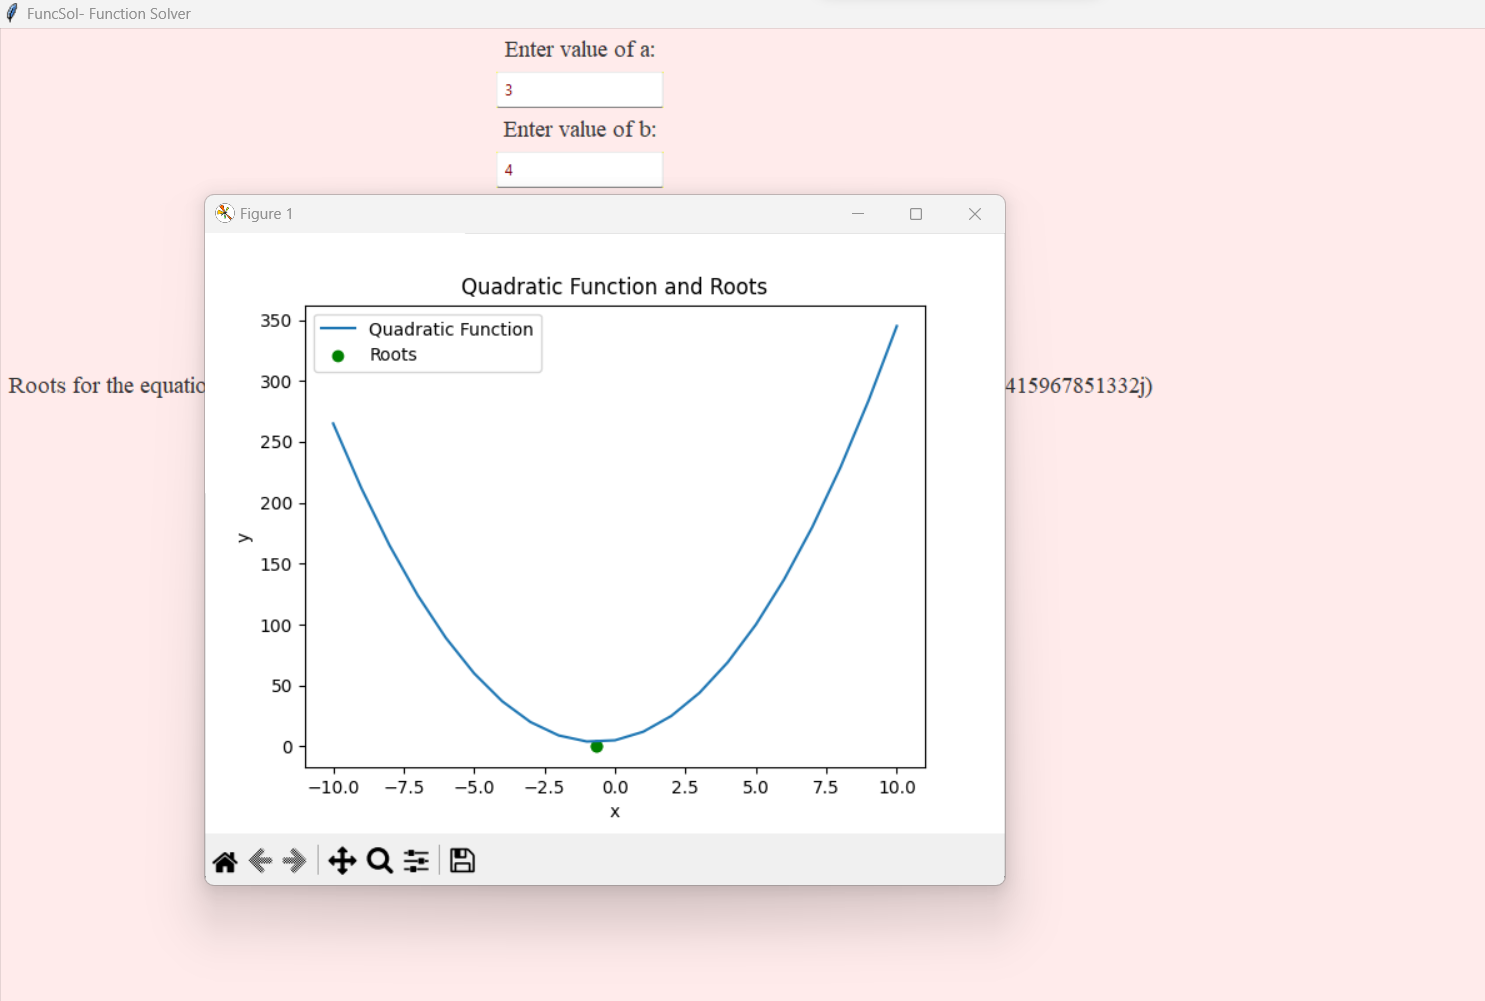 FuncSol- Function Solver
Enter value of a:
3
Enter value of b:
4
Figure 1
Quadratic Function and Roots
Quadratic Function
Roots
350
300
250
200
150
100
50
0
y
−10.0 −7.5 −5.0 −2.5 0.0 2.5 5.0 7.5 10.0
x
Roots for the equatio 415967851332j)